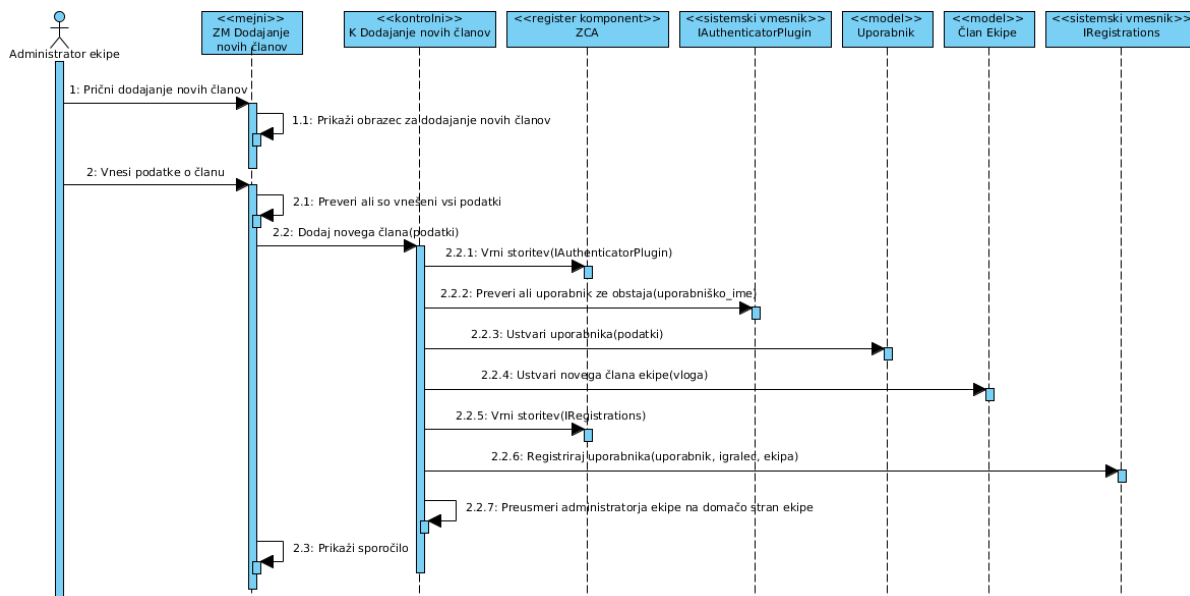 Administrator ekipe
<<mejni>>
ZM Dodajanje
novih članov
<<kontrolni>>
K Dodajanje novih članov
<<register komponent>>
ZCA
<<sistemski vmesnik>>
IAuthenticatorPlugin
<<model>>
Uporabnik
<<model>>
Član Ekipe
<<sistemski vmesnik>>
IRegistrations
1: Prični dodajanje novih članov
1.1: Prikaži obrazec za dodajanje novih članov
2: Vnesi podatke o članu
2.1: Preveri ali so vnešeni vsi podatki
2.2: Dodaj novega člana(podatki)
2.2.1: Vrni storitev(IAuthenticatorPlugin)
2.2.2: Preveri ali uporabnik ze obstaja(uporabniško_ime)
2.2.3: Ustvari uporabnika(podatki)
2.2.4: Ustvari novega člana ekipe(vloga)
2.2.5: Vrni storitev(IRegistrations)
2.2.6: Registriraj uporabnika(uporabnik, igralec, ekipa)
2.2.7: Preusmeri administratorja ekipe na domačo stran ekipe
2.3: Prikaži sporočilo